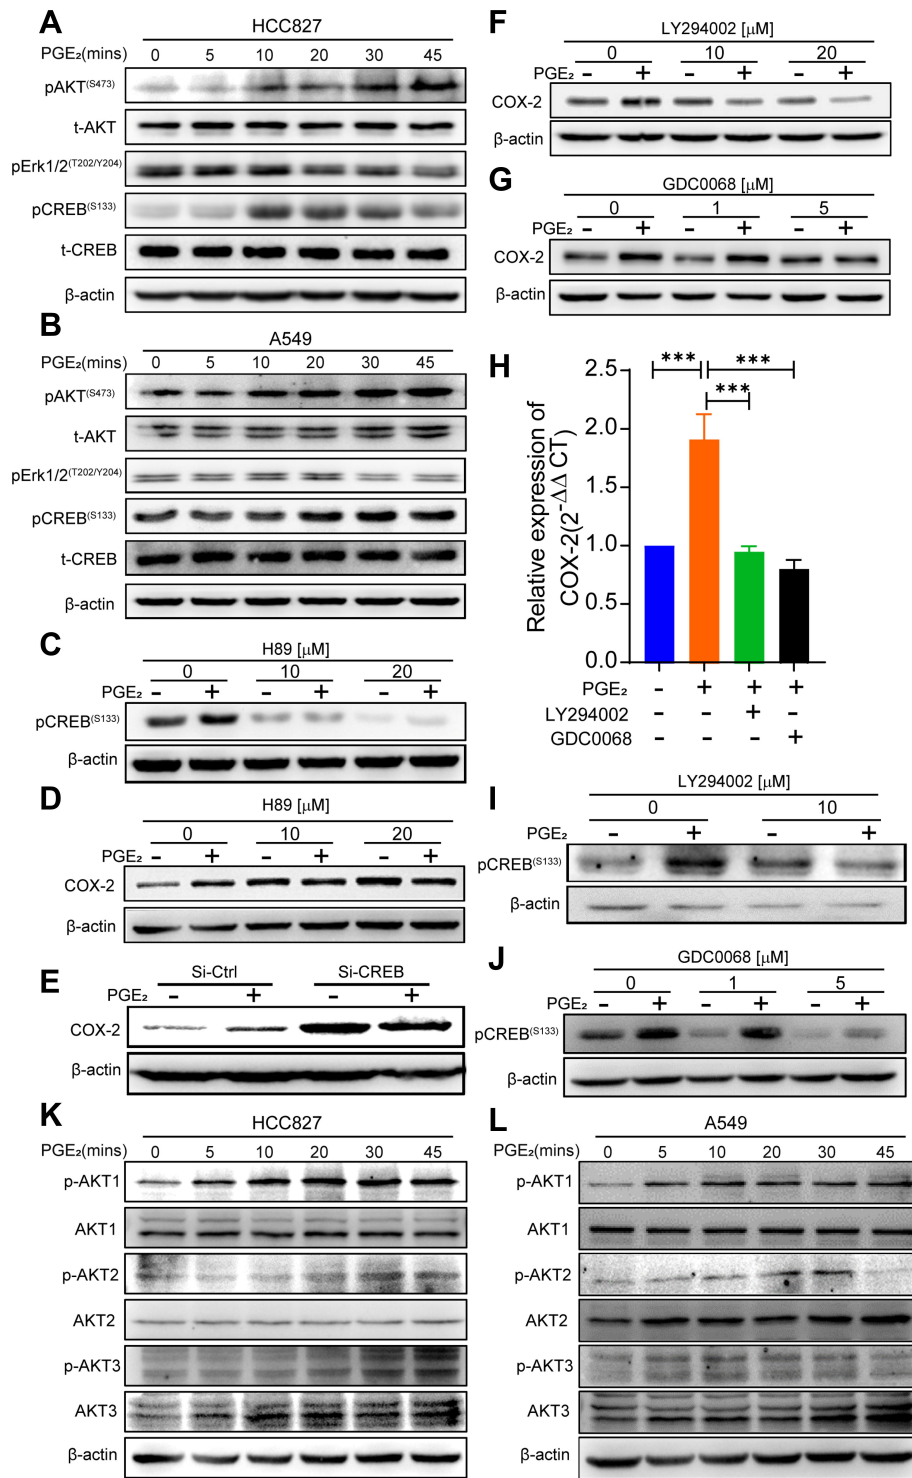 A
HCC827
PGE₂(mins) 0 5 10 20 30 45
pAKT(S473)
t-AKT
pErk1/2(T202/Y204)
pCREB(S133)
t-CREB
β-actin
B
A549
PGE₂(mins) 0 5 10 20 30 45
pAKT(S473)
t-AKT
pErk1/2(T202/Y204)
pCREB(S133)
t-CREB
β-actin
C
H89 [μM]
0 10 20
PGE₂ - + - + - +
pCREB(S133)
β-actin
D
H89 [μM]
0 10 20
PGE₂ - + - + - +
COX-2
β-actin
E
Si-Ctrl Si-CREB
PGE₂ - + - +
COX-2
β-actin
F
LY294002 [μM]
0 10 20
PGE₂ - + - + - +
COX-2
β-actin
G
GDC0068 [μM]
0 1 5
PGE₂ - + - + - +
COX-2
β-actin
H
Relative expression of
COX-2(2^-ΔΔCT)
2.5
2.0
1.5
1.0
0.5
0.0
*** ***
***
- + + + PGE₂
- - + - LY294002
- - - + GDC0068
I
LY294002 [μM]
0 10
PGE₂ - + - +
pCREB(S133)
β-actin
J
GDC0068 [μM]
0 1 5
PGE₂ - + - + - +
pCREB(S133)
β-actin
K
HCC827
PGE₂(mins) 0 5 10 20 30 45
p-AKT1
AKT1
p-AKT2
AKT2
p-AKT3
AKT3
β-actin
L
A549
PGE₂(mins) 0 5 10 20 30 45
p-AKT1
AKT1
p-AKT2
AKT2
p-AKT3
AKT3
β-actin